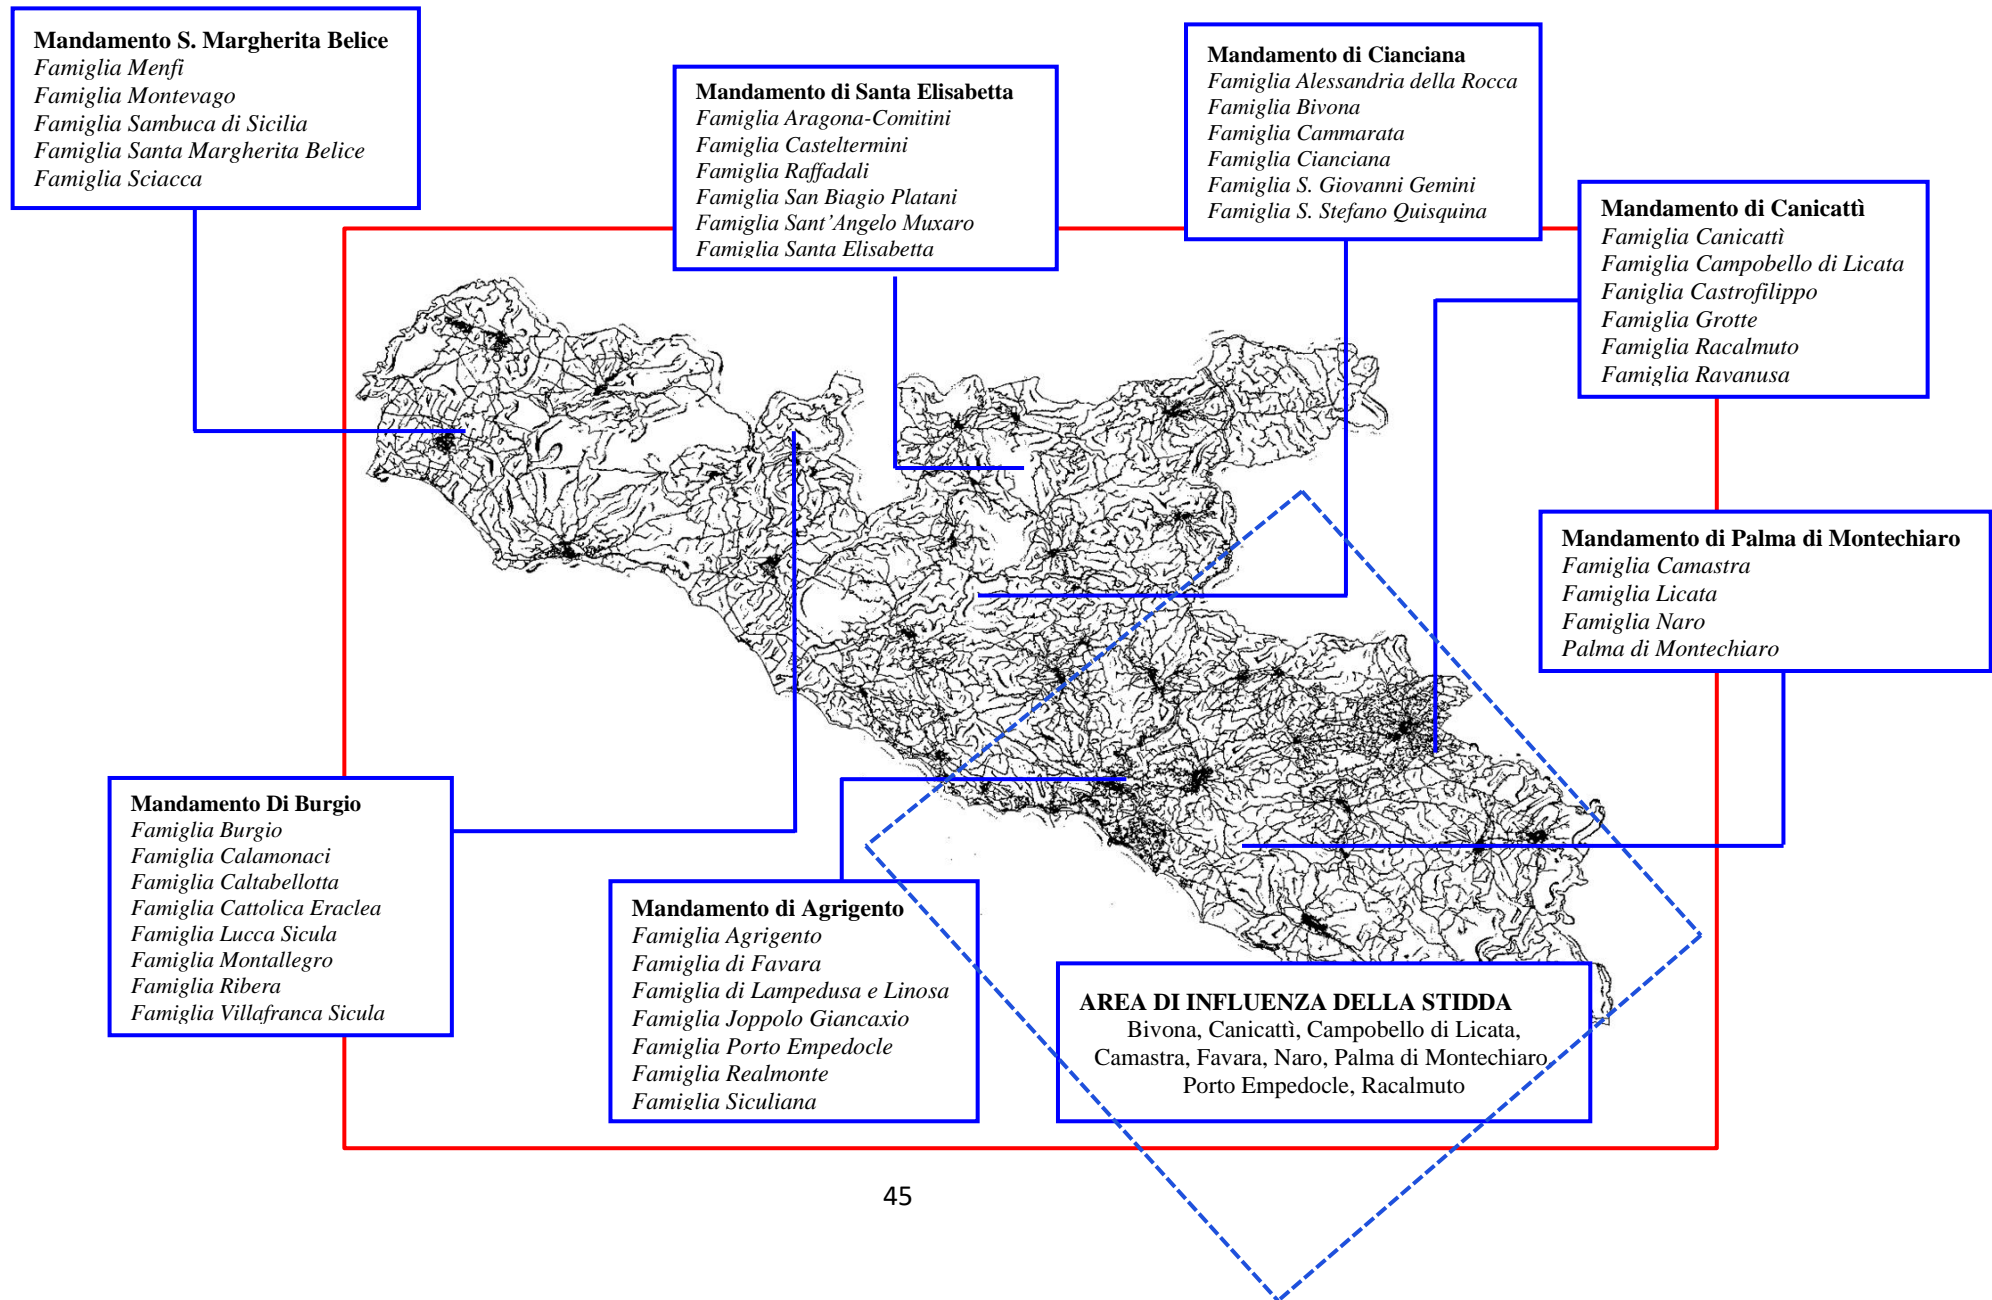 Mandamento S. Margherita Belice
Famiglia Menfi
Famiglia Montevago
Famiglia Sambuca di Sicilia
Famiglia Santa Margherita Belice
Famiglia Sciacca
Mandamento di Santa Elisabetta
Famiglia Aragona-Comitini
Famiglia Casteltermini
Famiglia Raffadali
Famiglia San Biagio Platani
Famiglia Sant’Angelo Muxaro
Famiglia Santa Elisabetta
Mandamento di Cianciana
Famiglia Alessandria della Rocca
Famiglia Bivona
Famiglia Cammarata
Famiglia Cianciana
Famiglia S. Giovanni Gemini
Famiglia S. Stefano Quisquina
Mandamento di Canicattì
Famiglia Canicattì
Famiglia Campobello di Licata
Faniglia Castrofilippo
Famiglia Grotte
Famiglia Racalmuto
Famiglia Ravanusa
Mandamento di Palma di Montechiaro
Famiglia Camastra
Famiglia Licata
Famiglia Naro
Palma di Montechiaro
Mandamento Di Burgio
Famiglia Burgio
Famiglia Calamonaci
Famiglia Caltabellotta
Famiglia Cattolica Eraclea
Famiglia Lucca Sicula
Famiglia Montallegro
Famiglia Ribera
Famiglia Villafranca Sicula
Mandamento di Agrigento
Famiglia Agrigento
Famiglia di Favara
Famiglia di Lampedusa e Linosa
Famiglia Joppolo Giancaxio
Famiglia Porto Empedocle
Famiglia Realmonte
Famiglia Siculiana
AREA DI INFLUENZA DELLA STIDDA
Bivona, Canicattì, Campobello di Licata,
Camastra, Favara, Naro, Palma di Montechiaro,
Porto Empedocle, Racalmuto
45